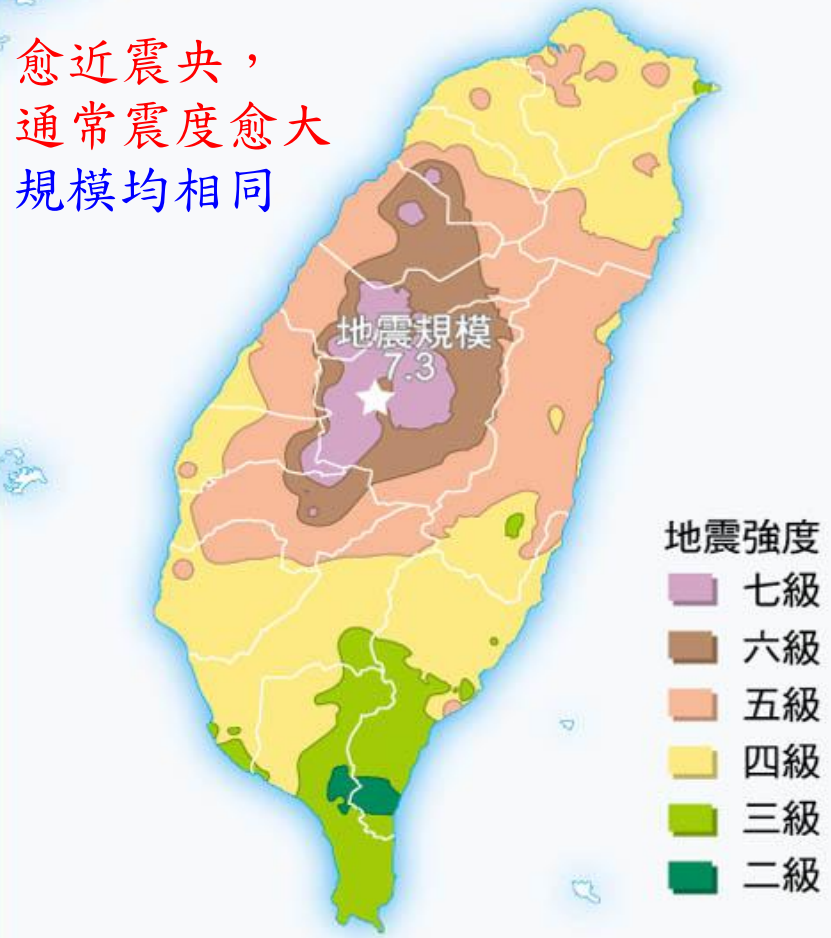 愈近震央，
通常震度愈大
規模均相同
地震規模
7.3
地震強度
七級
六級
五級
四級
三級
二級